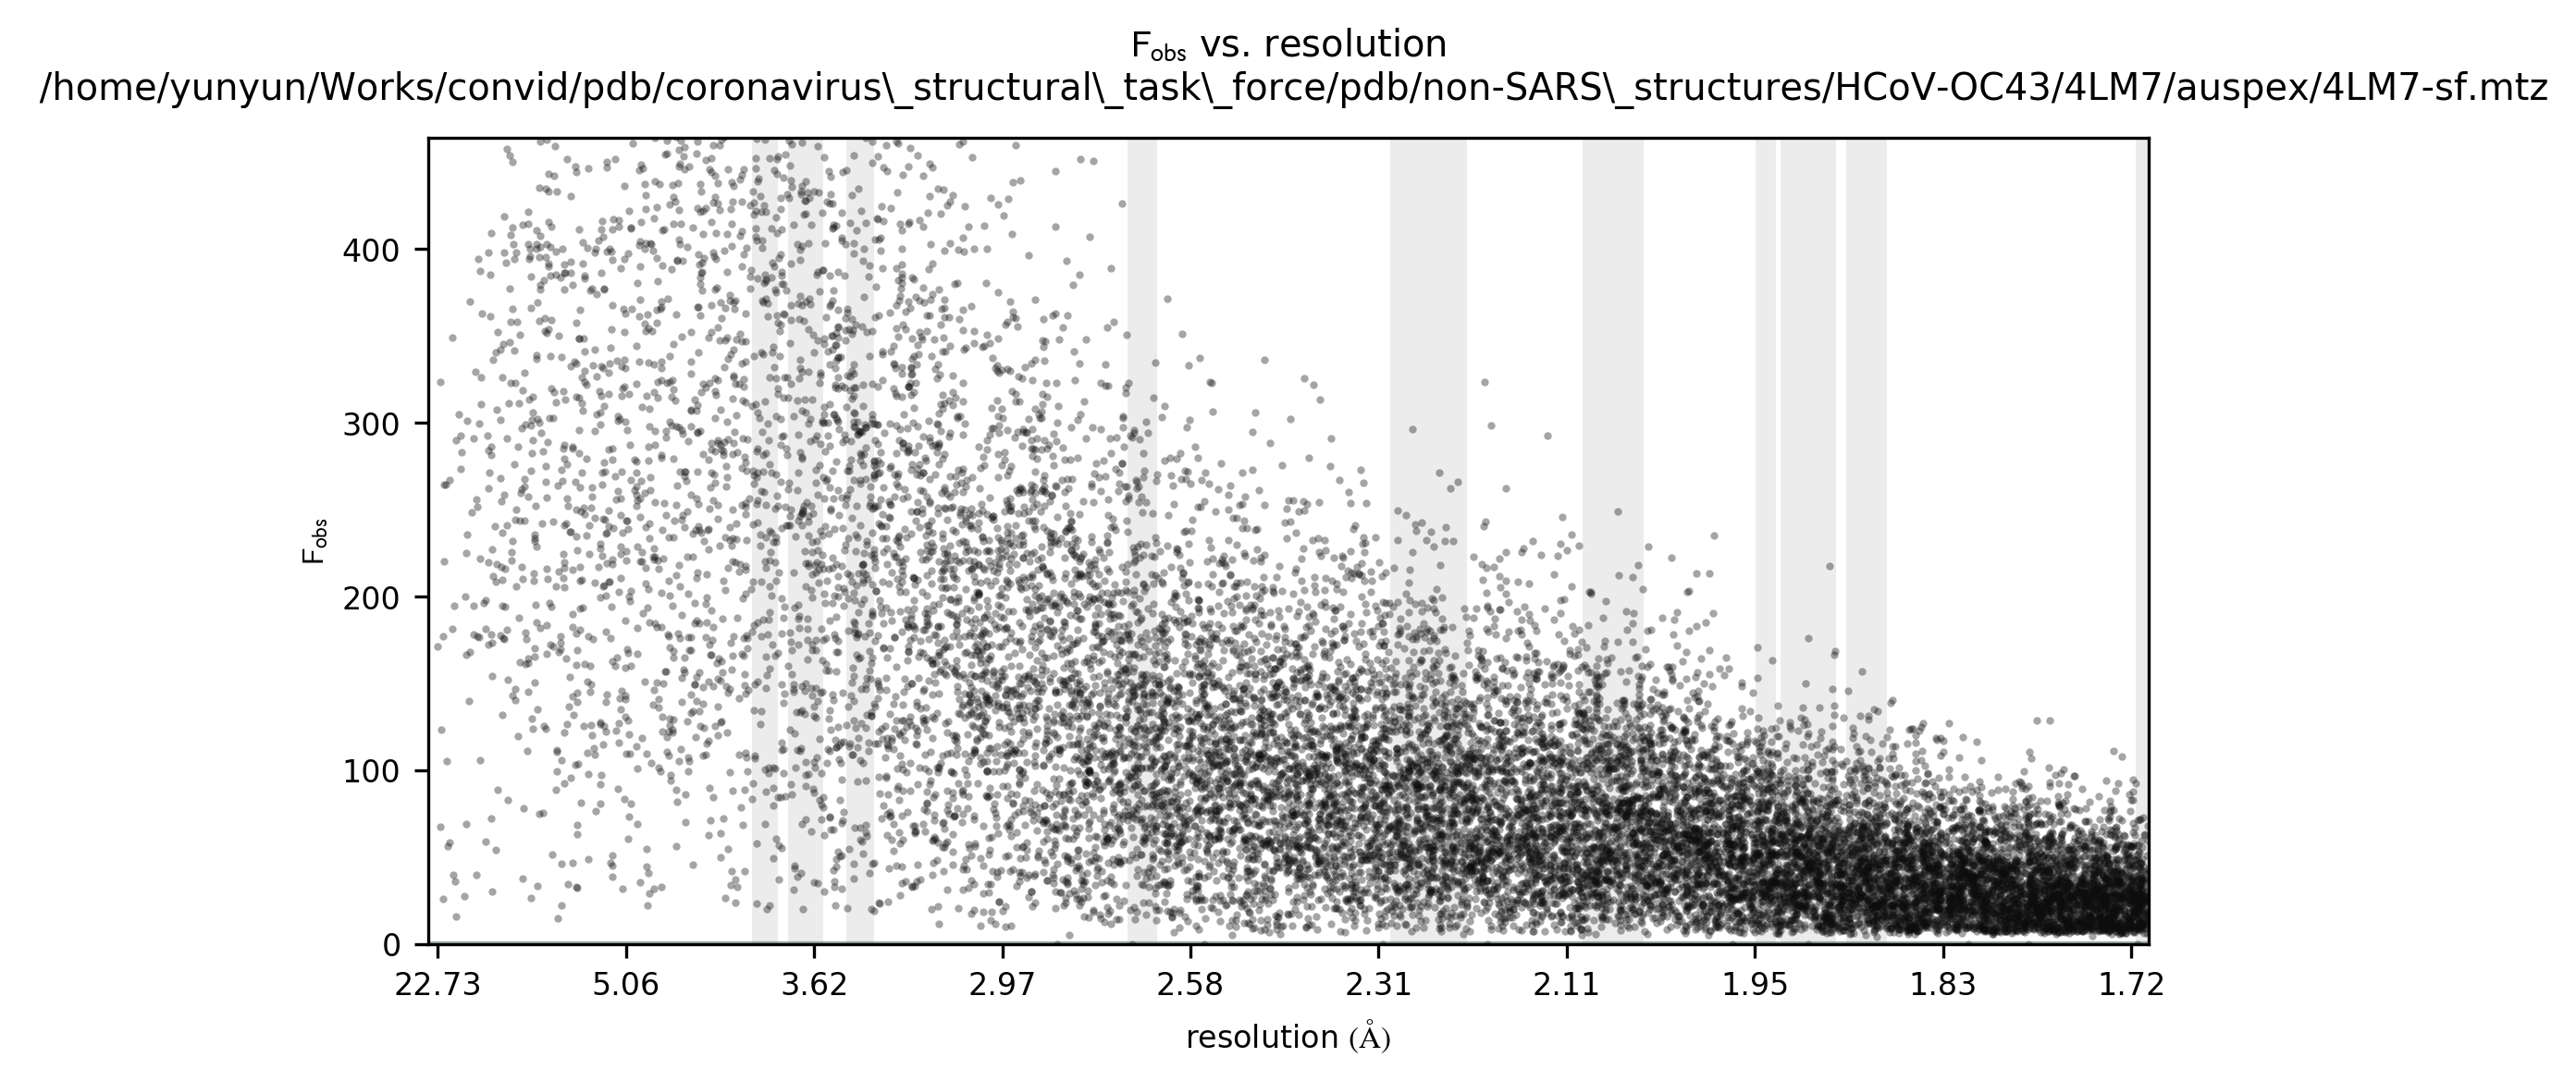 F_obs vs. resolution
/home/yunyun/Works/convid/pdb/coronavirus\_structural\_task\_force/pdb/non-SARS\_structures/HCoV-OC43/4LM7/auspex/4LM7-sf.mtz
400
300
200
100
0
F_obs
22.73 5.06 3.62 2.97 2.58 2.31 2.11 1.95 1.83 1.72
resolution (Å)